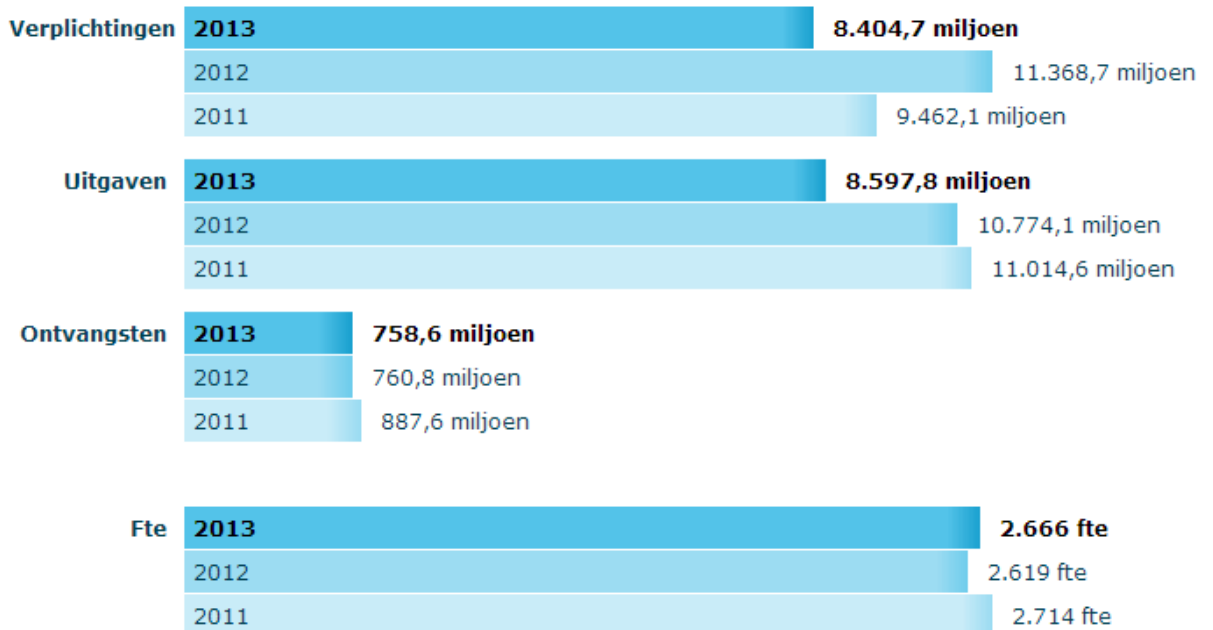 Verplichtingen 2013 8.404,7 miljoen
2012 11.368,7 miljoen
2011 9.462,1 miljoen
Uitgaven 2013 8.597,8 miljoen
2012 10.774,1 miljoen
2011 11.014,6 miljoen
Ontvangsten 2013 758,6 miljoen
2012 760,8 miljoen
2011 887,6 miljoen
Fte 2013 2.666 fte
2012 2.619 fte
2011 2.714 fte